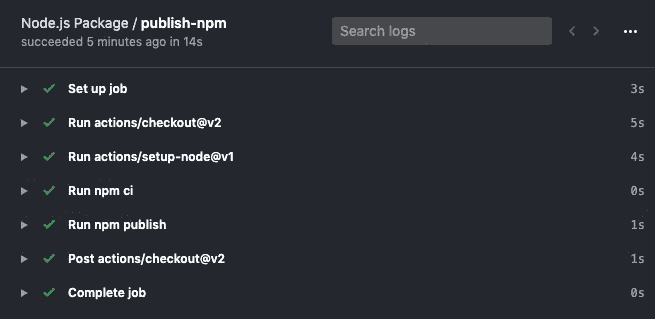 Node.js Package / publish-npm
succeeded 5 minutes ago in 14s
Search logs
Set up job 3s
Run actions/checkout@v2 5s
Run actions/setup-node@v1 4s
Run npm ci 0s
Run npm publish 1s
Post actions/checkout@v2 1s
Complete job 0s